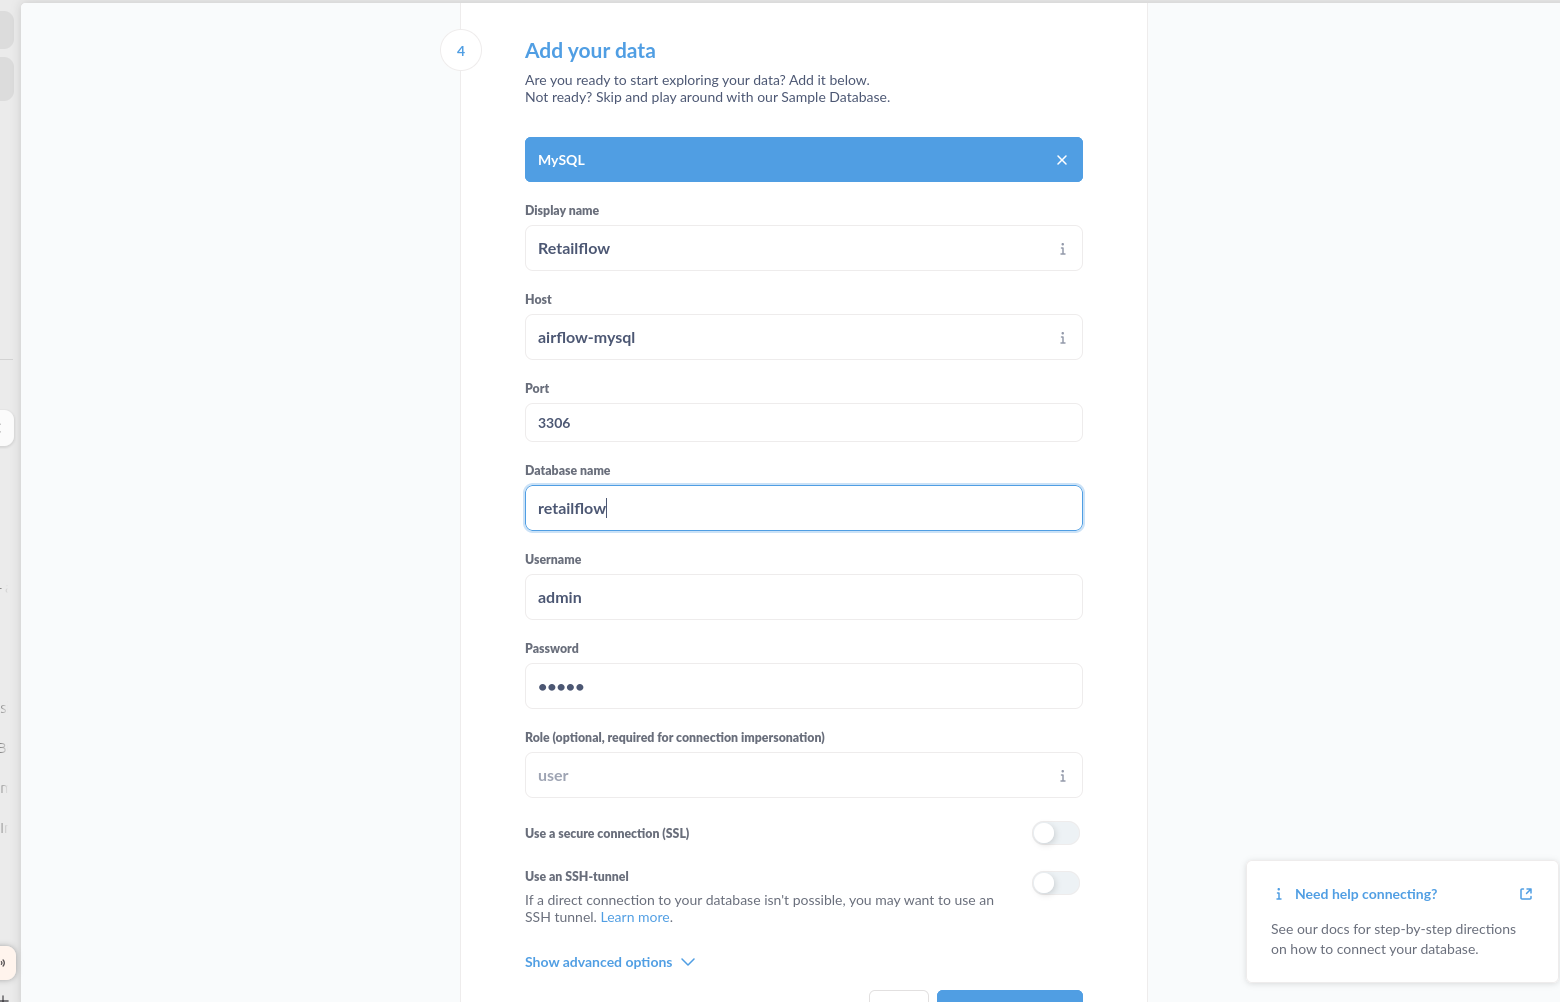 4
Add your data
Are you ready to start exploring your data? Add it below.
Not ready? Skip and play around with our Sample Database.
MySQL
Display name
Retailflow
Host
airflow-mysql
Port
3306
Database name
retailflow
Username
admin
Password
•••••
Role (optional, required for connection impersonation)
user
Use a secure connection (SSL)
Use an SSH-tunnel
If a direct connection to your database isn't possible, you may want to use an
SSH tunnel. Learn more.
Show advanced options
Need help connecting?
See our docs for step-by-step directions
on how to connect your database.